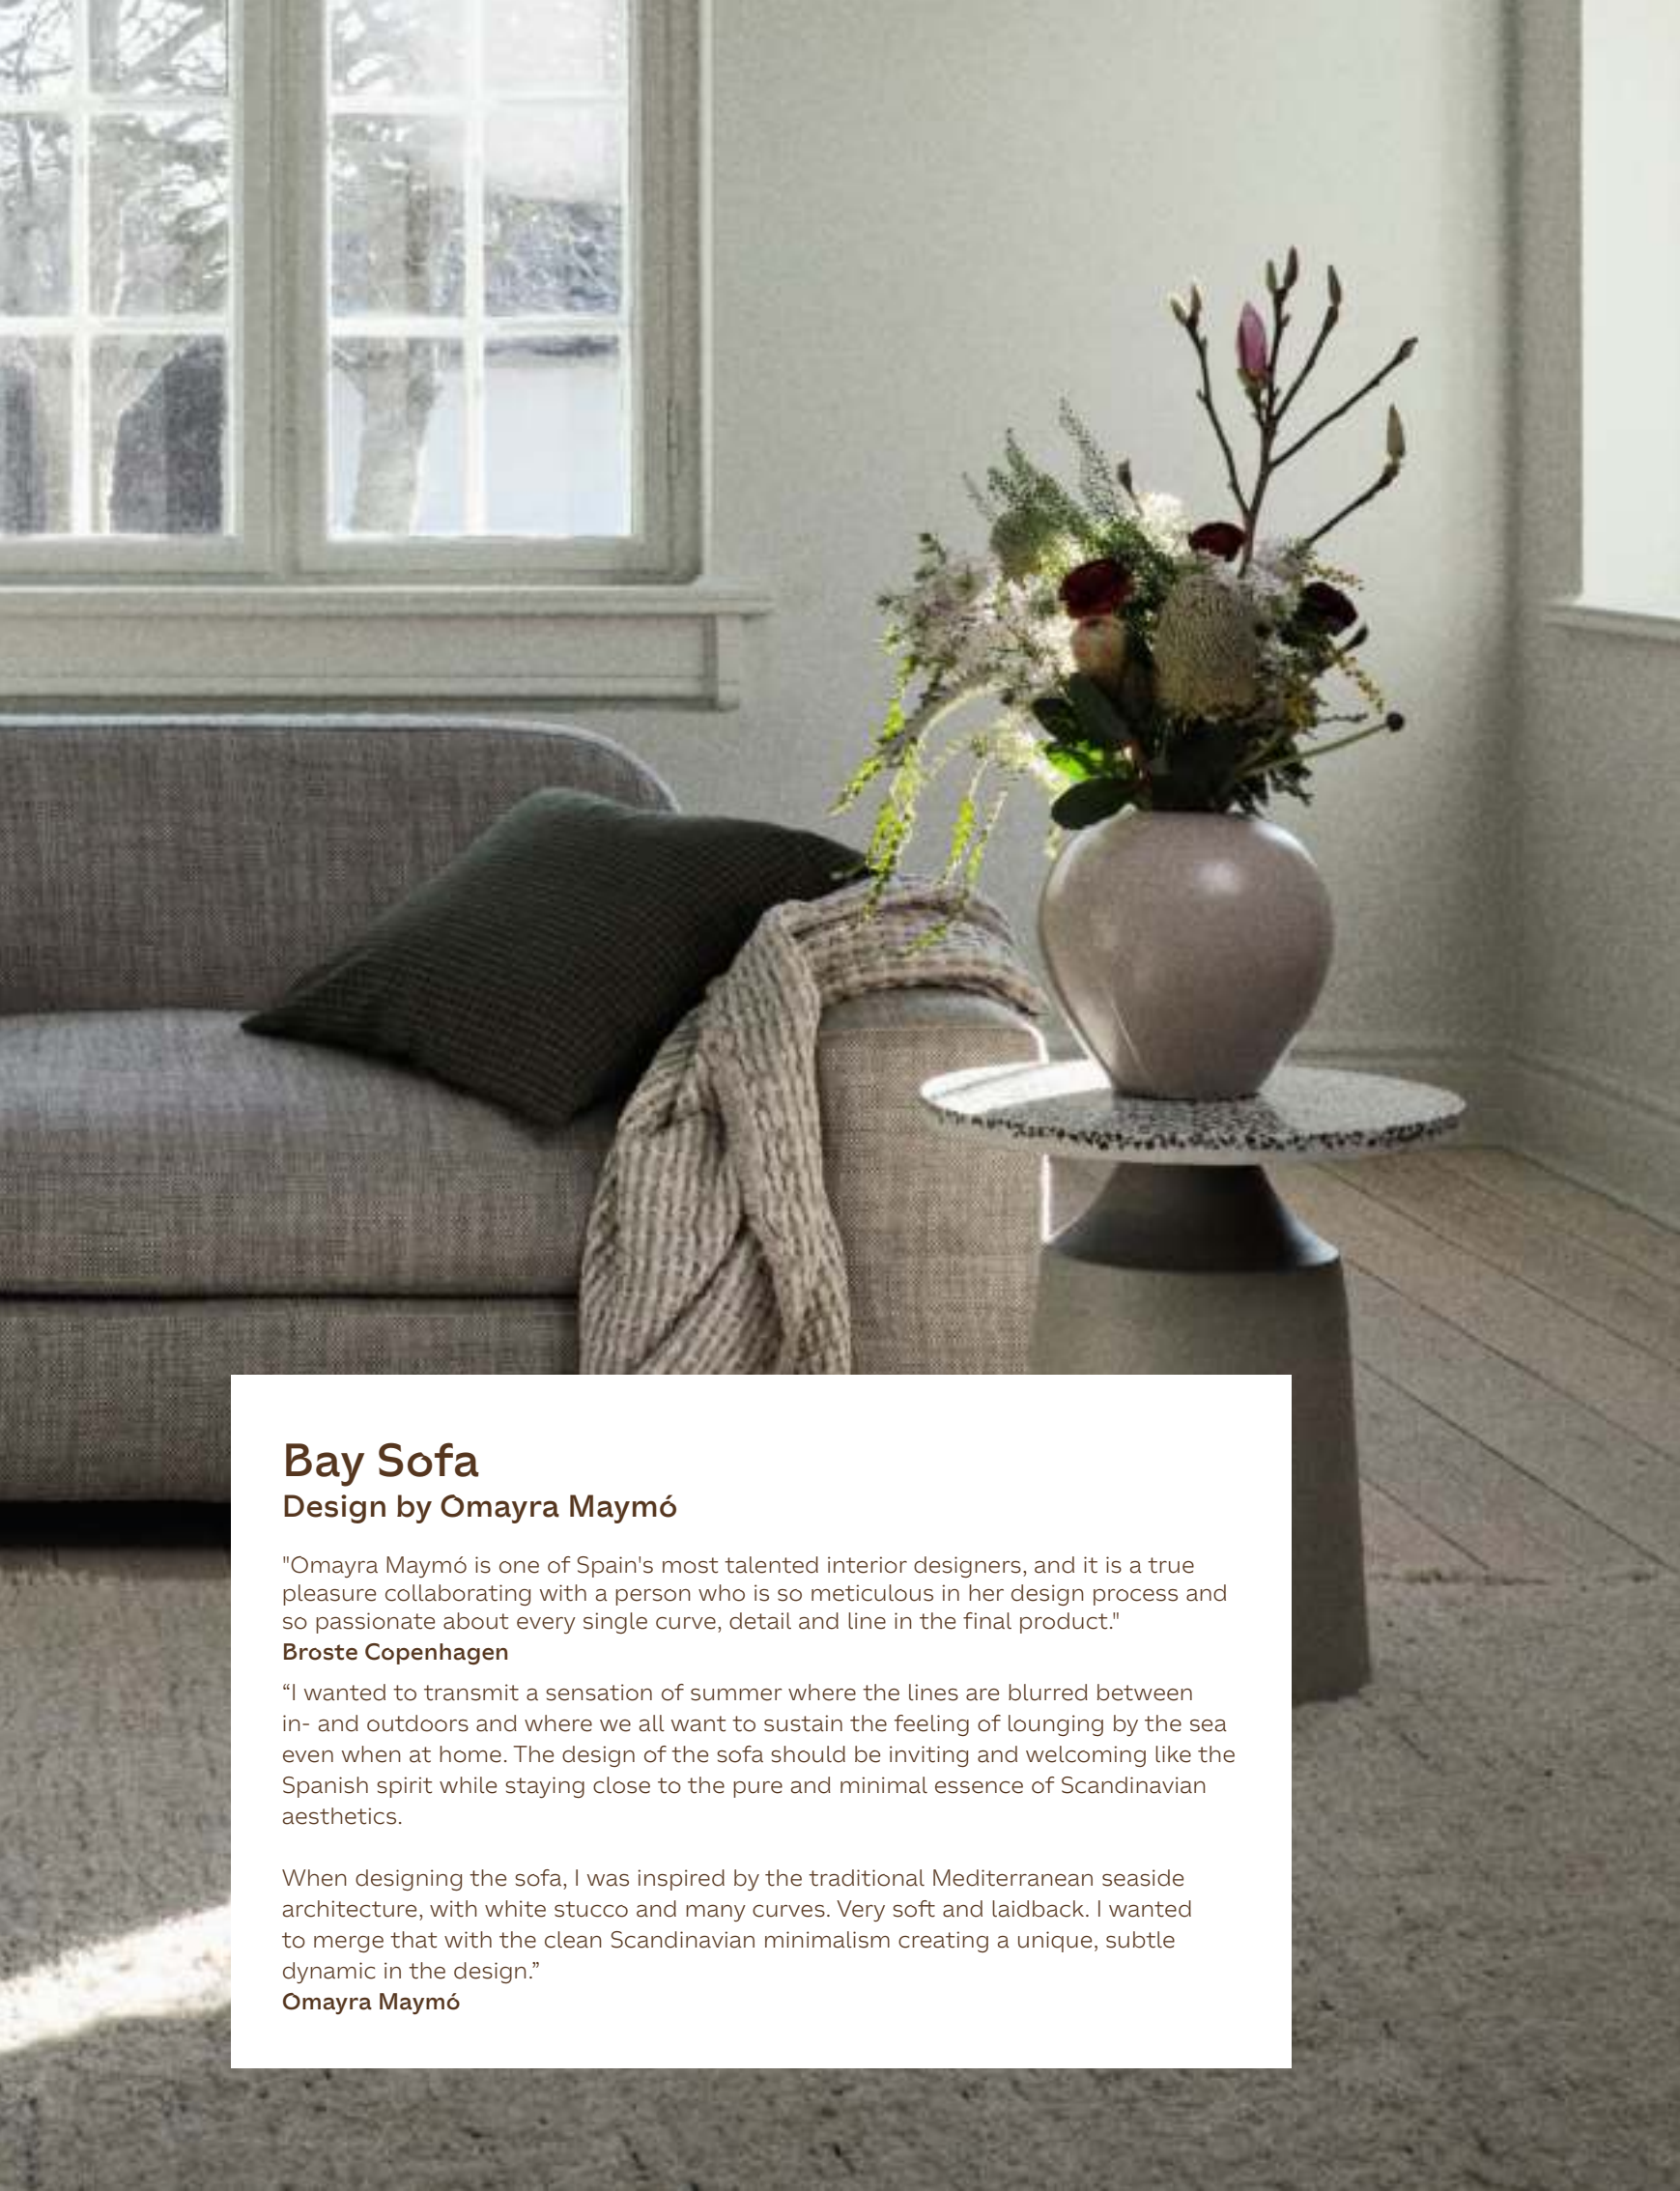 Bay Sofa
Design by Omayra Maymó
"Omayra Maymó is one of Spain's most talented interior designers, and it is a true
pleasure collaborating with a person who is so meticulous in her design process and
so passionate about every single curve, detail and line in the final product."
Broste Copenhagen
“I wanted to transmit a sensation of summer where the lines are blurred between
in- and outdoors and where we all want to sustain the feeling of lounging by the sea
even when at home. The design of the sofa should be inviting and welcoming like the
Spanish spirit while staying close to the pure and minimal essence of Scandinavian
aesthetics.
When designing the sofa, I was inspired by the traditional Mediterranean seaside
architecture, with white stucco and many curves. Very soft and laidback. I wanted
to merge that with the clean Scandinavian minimalism creating a unique, subtle
dynamic in the design.”
Omayra Maymó